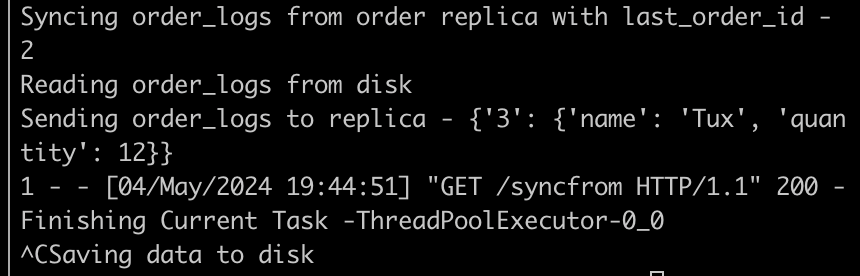 Syncing order_logs from order replica with last_order_id -
2
Reading order_logs from disk
Sending order_logs to replica - {'3': {'name': 'Tux', 'quan
tity': 12}}
1 - - [04/May/2024 19:44:51] "GET /syncfrom HTTP/1.1" 200 -
Finishing Current Task -ThreadPoolExecutor-0_0
^CSaving data to disk